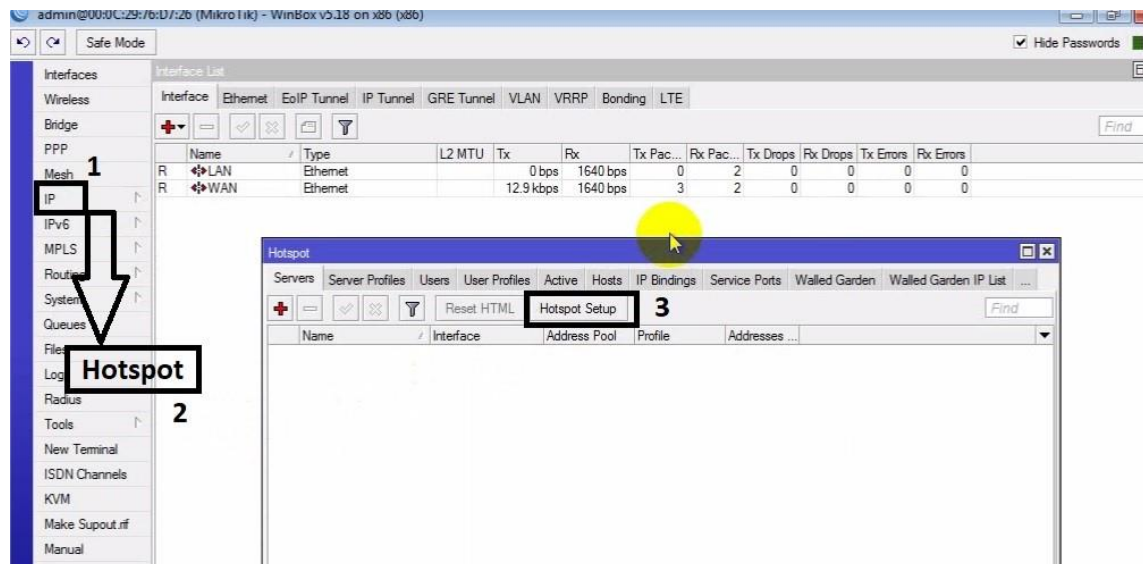 admin@00:0C:29:76:D7:26 (MikroTik) - WinBox v5.18 on x86 (x86)
Safe Mode
Hide Passwords
Interfaces
Wireless
Bridge
PPP
Mesh
IP
IPv6
MPLS
Routing
System
Queues
Files
Log
Radius
Tools
New Terminal
ISDN Channels
KVM
Make Supout.rif
Manual
1
Hotspot
2
Interface List
Interface Ethernet EoIP Tunnel IP Tunnel GRE Tunnel VLAN VRRP Bonding LTE
Find
Name / Type L2 MTU Tx Rx Tx Pac... Rx Pac... Tx Drops Rx Drops Tx Errors Rx Errors
R LAN Ethernet 0 bps 1640 bps 0 2 0 0 0 0
R WAN Ethernet 12.9 kbps 1640 bps 3 2 0 0 0 0
Hotspot
Servers Server Profiles Users User Profiles Active Hosts IP Bindings Service Ports Walled Garden Walled Garden IP List ...
Reset HTML Hotspot Setup 3 Find
Name / Interface Address Pool Profile Addresses ...